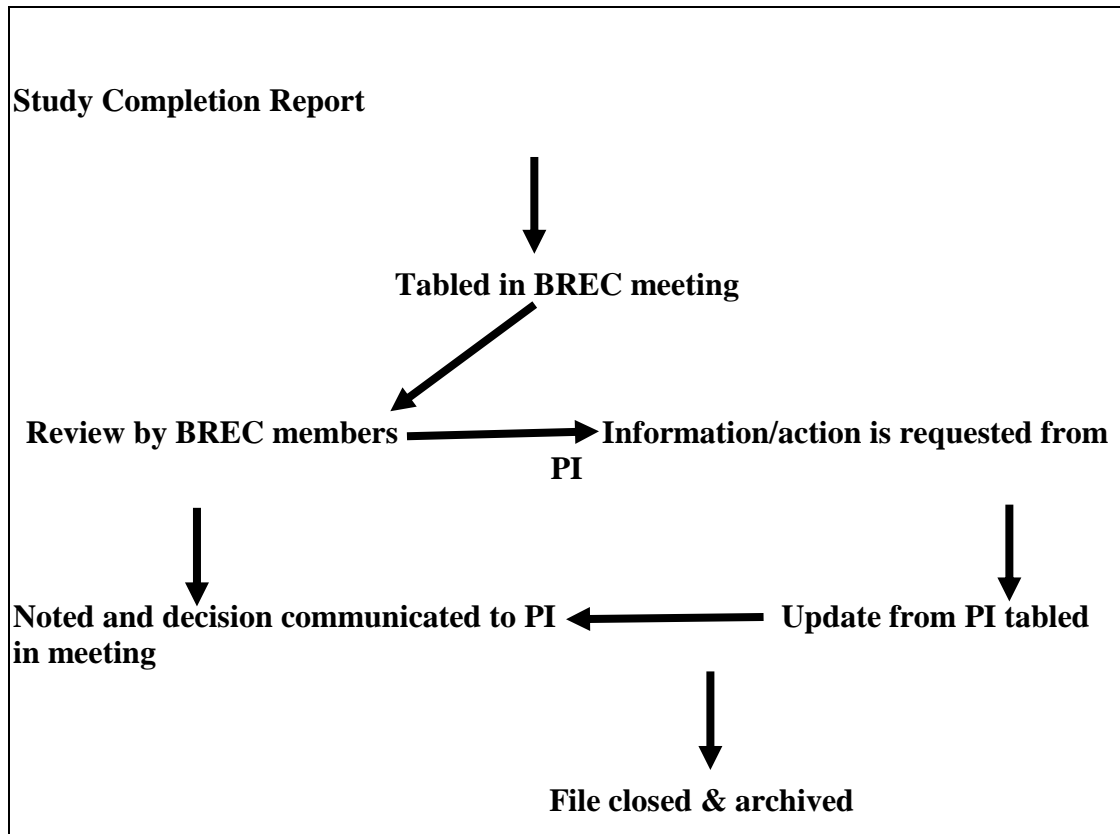 Study Completion Report
Tabled in BREC meeting
Review by BREC members
Information/action is requested from
PI
Noted and decision communicated to PI
in meeting
Update from PI tabled
File closed & archived